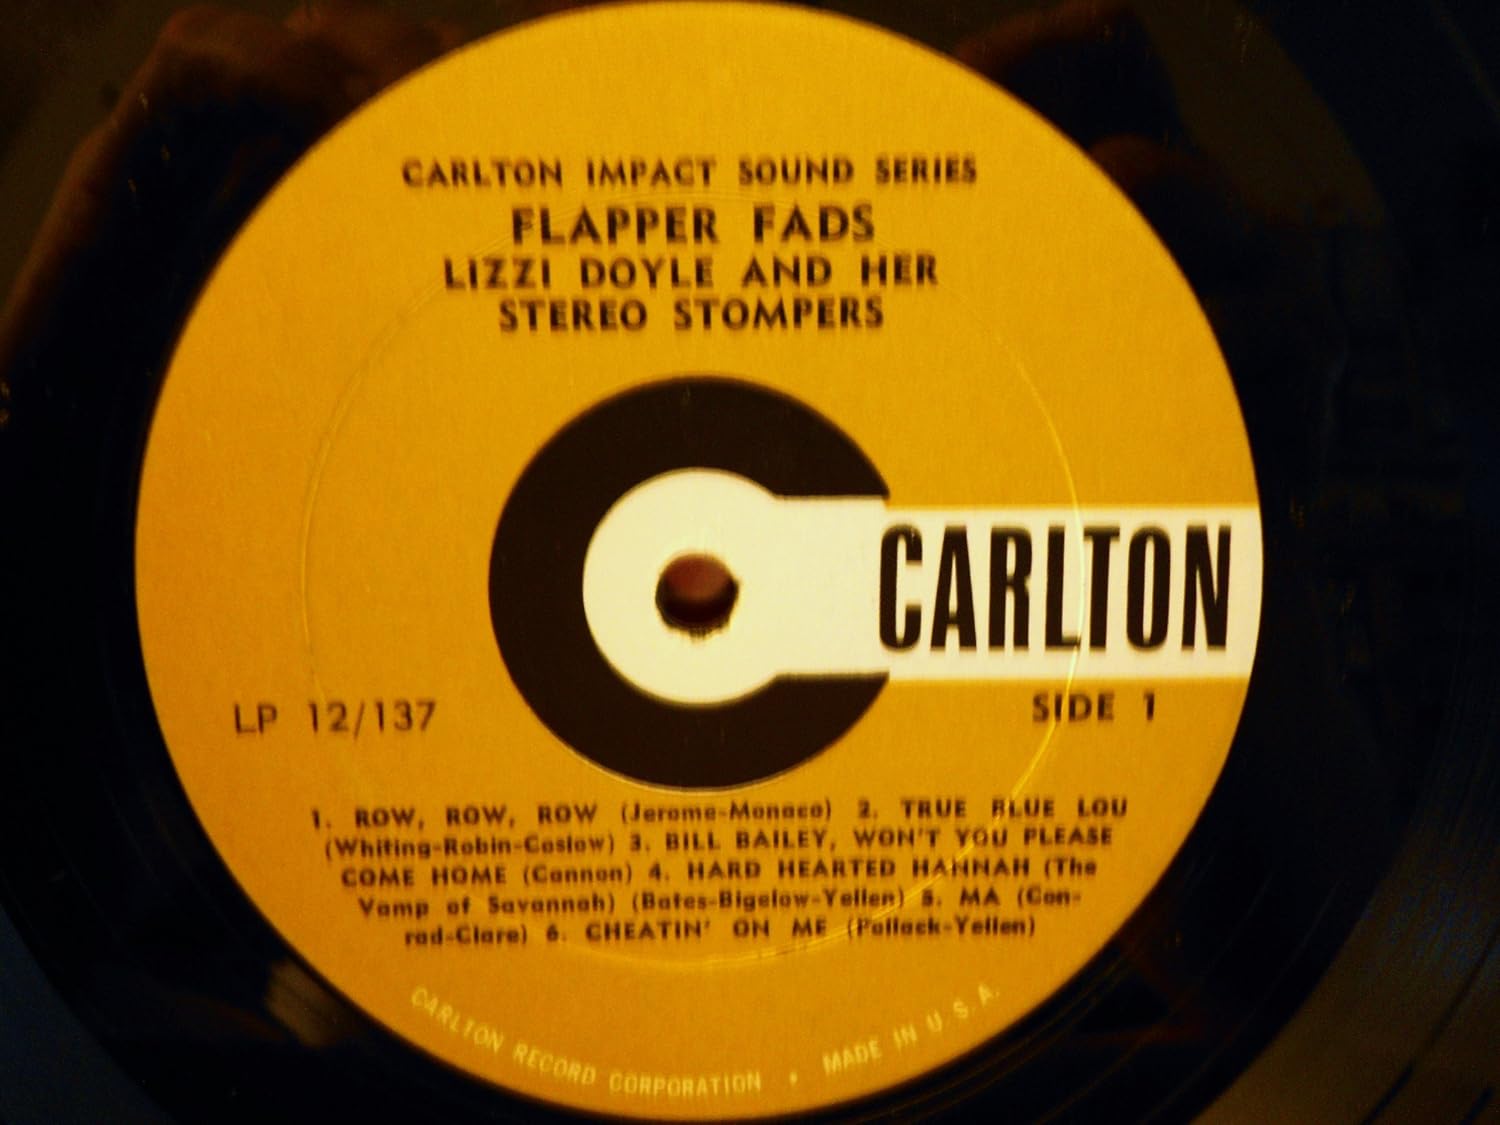 CARLTON IMPACT SOUND SERIES
FLAPPER FADS
LIZZI DOYLE AND HER
STEREO STOMPERS
CARLTON
LP 12/137
SIDE 1
1. ROW, ROW, ROW (Jerome-Monaco) 2. TRUE BLUE LOU
(Whiting-Robin-Coslow) 3. BILL BAILEY, WON'T YOU PLEASE
COME HOME (Cannon) 4. HARD HEARTED HANNAH (The
Vamp of Savannah) (Bates-Bigelow-Yellen) 5. MA (Con-
rad-Clare) 6. CHEATIN' ON ME (Pollack-Yellen)
CARLTON RECORD CORPORATION • MADE IN U. S. A.